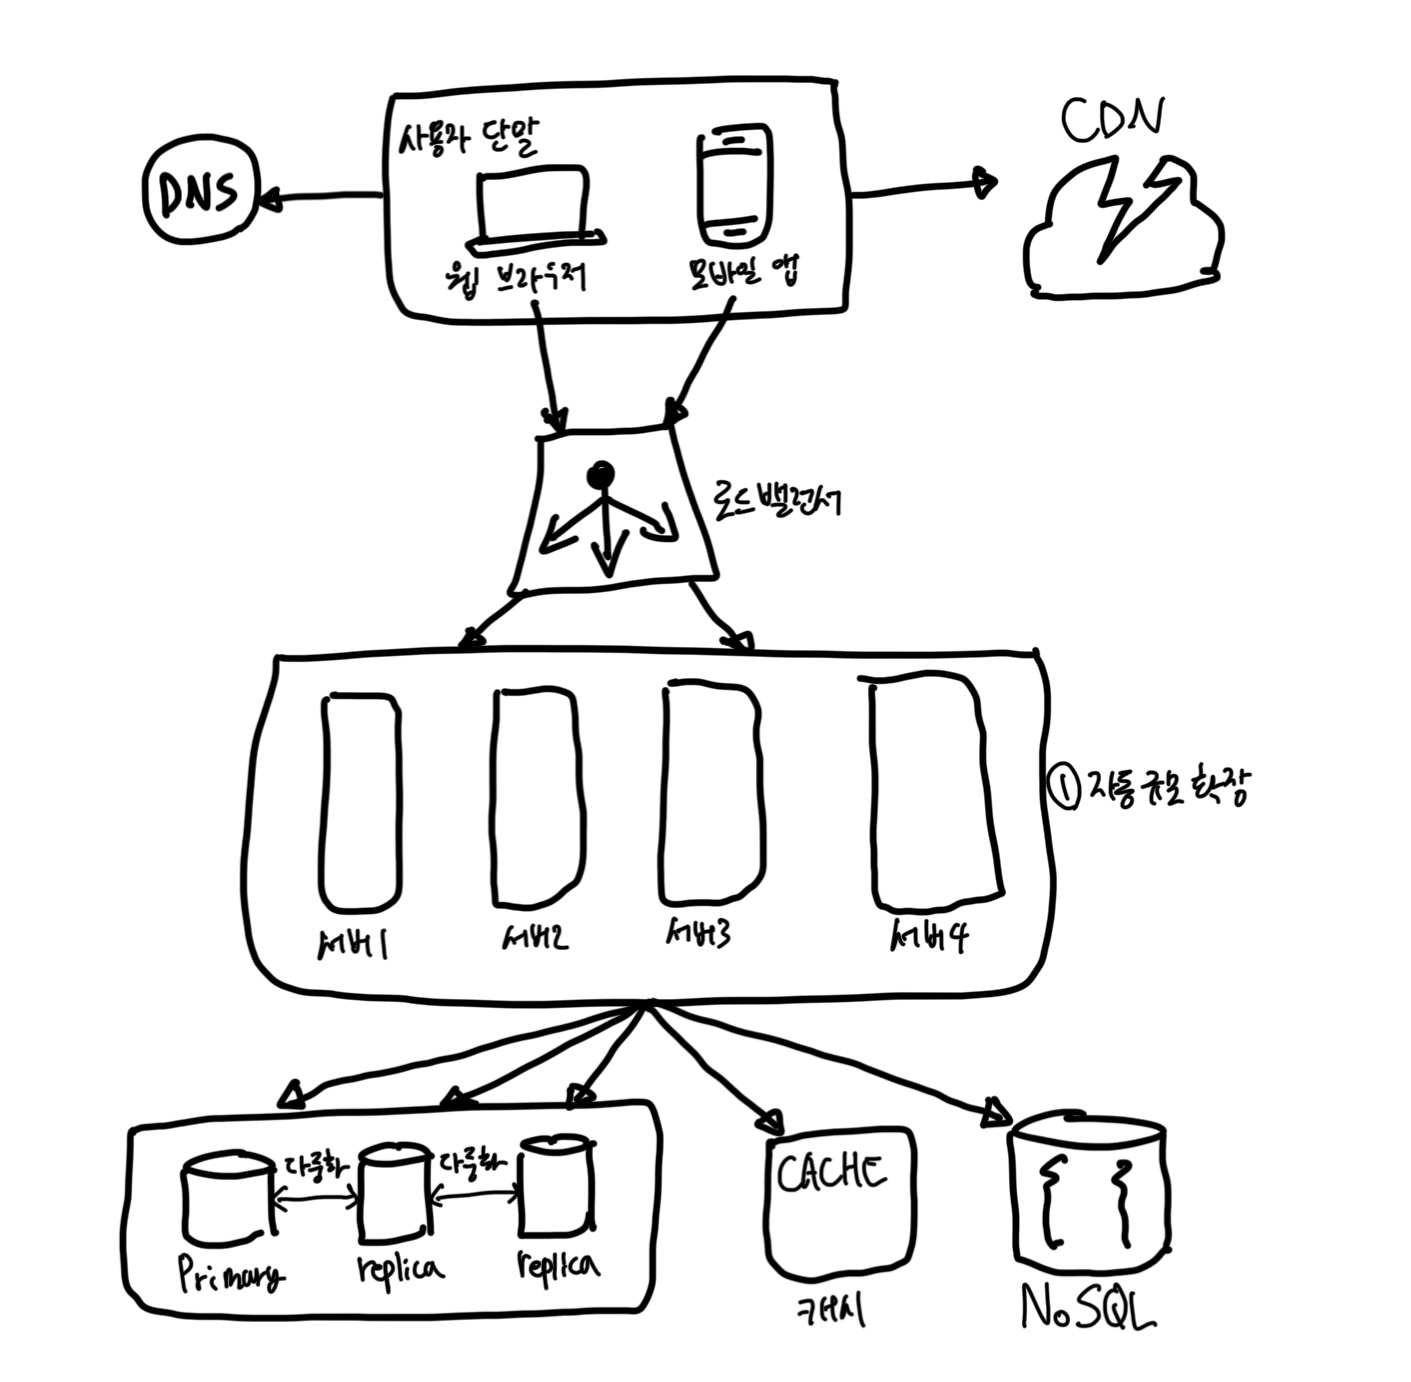 CDN
사용자 단말
DNS
웹 브라우저
모바일 앱
로드밸런서
① 자동 규모 확장
서버1
서버2
서버3
서버4
다중화
다중화
Primary
replica
replica
CACHE
캐시
NoSQL